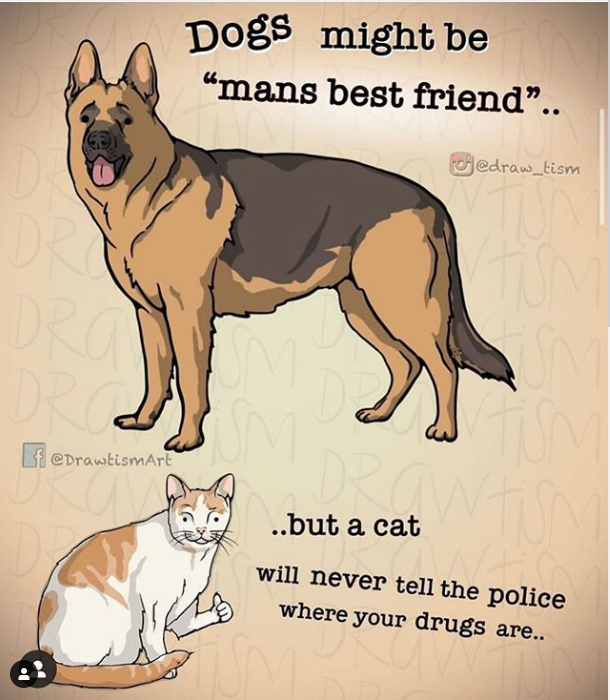 Dogs might be
“mans best friend”..
@draw_tism
@DrawtismArt
..but a cat
will never tell the police
where your drugs are..
DRAWTISM